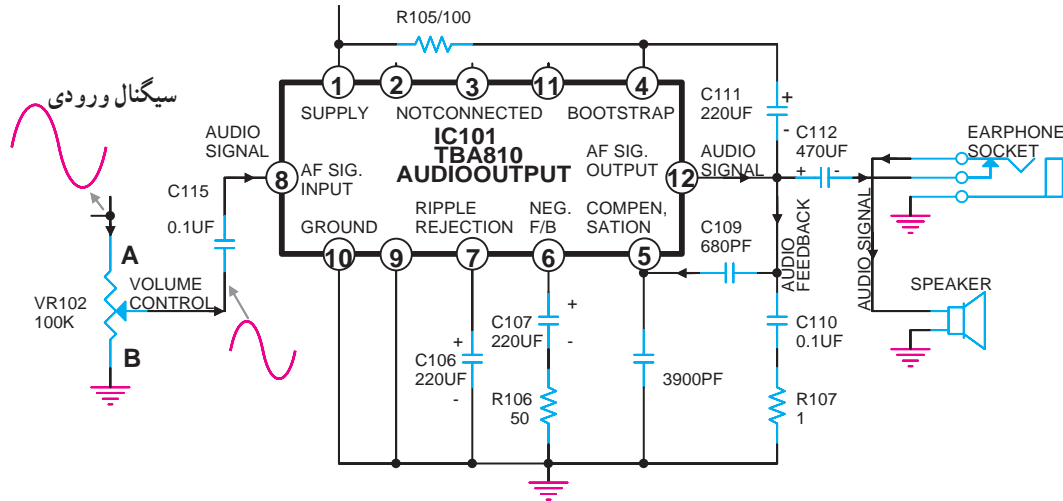 R105/100
سیگنال ورودی
1
2
3
11
4
SUPPLY
NOTCONNECTED
BOOTSTRAP
C111
220UF
+
-
AUDIO
SIGNAL
IC101
TBA810
AUDIOOUTPUT
8
AF SIG.
INPUT
AF SIG.
OUTPUT
12
AUDIO
SIGNAL
C112
470UF
+
-
EARPHONE
SOCKET
C115
0.1UF
GROUND
RIPPLE
REJECTION
NEG.
F/B
COMPEN,
SATION
10
9
7
6
5
C109
680PF
AUDIO
FEEDBACK
AUDIO SIGNAL
A
VOLUME
CONTROL
VR102
100K
B
SPEAKER
+
C106
220UF
-
C107
220UF
+
-
R106
50
3900PF
C110
0.1UF
R107
1